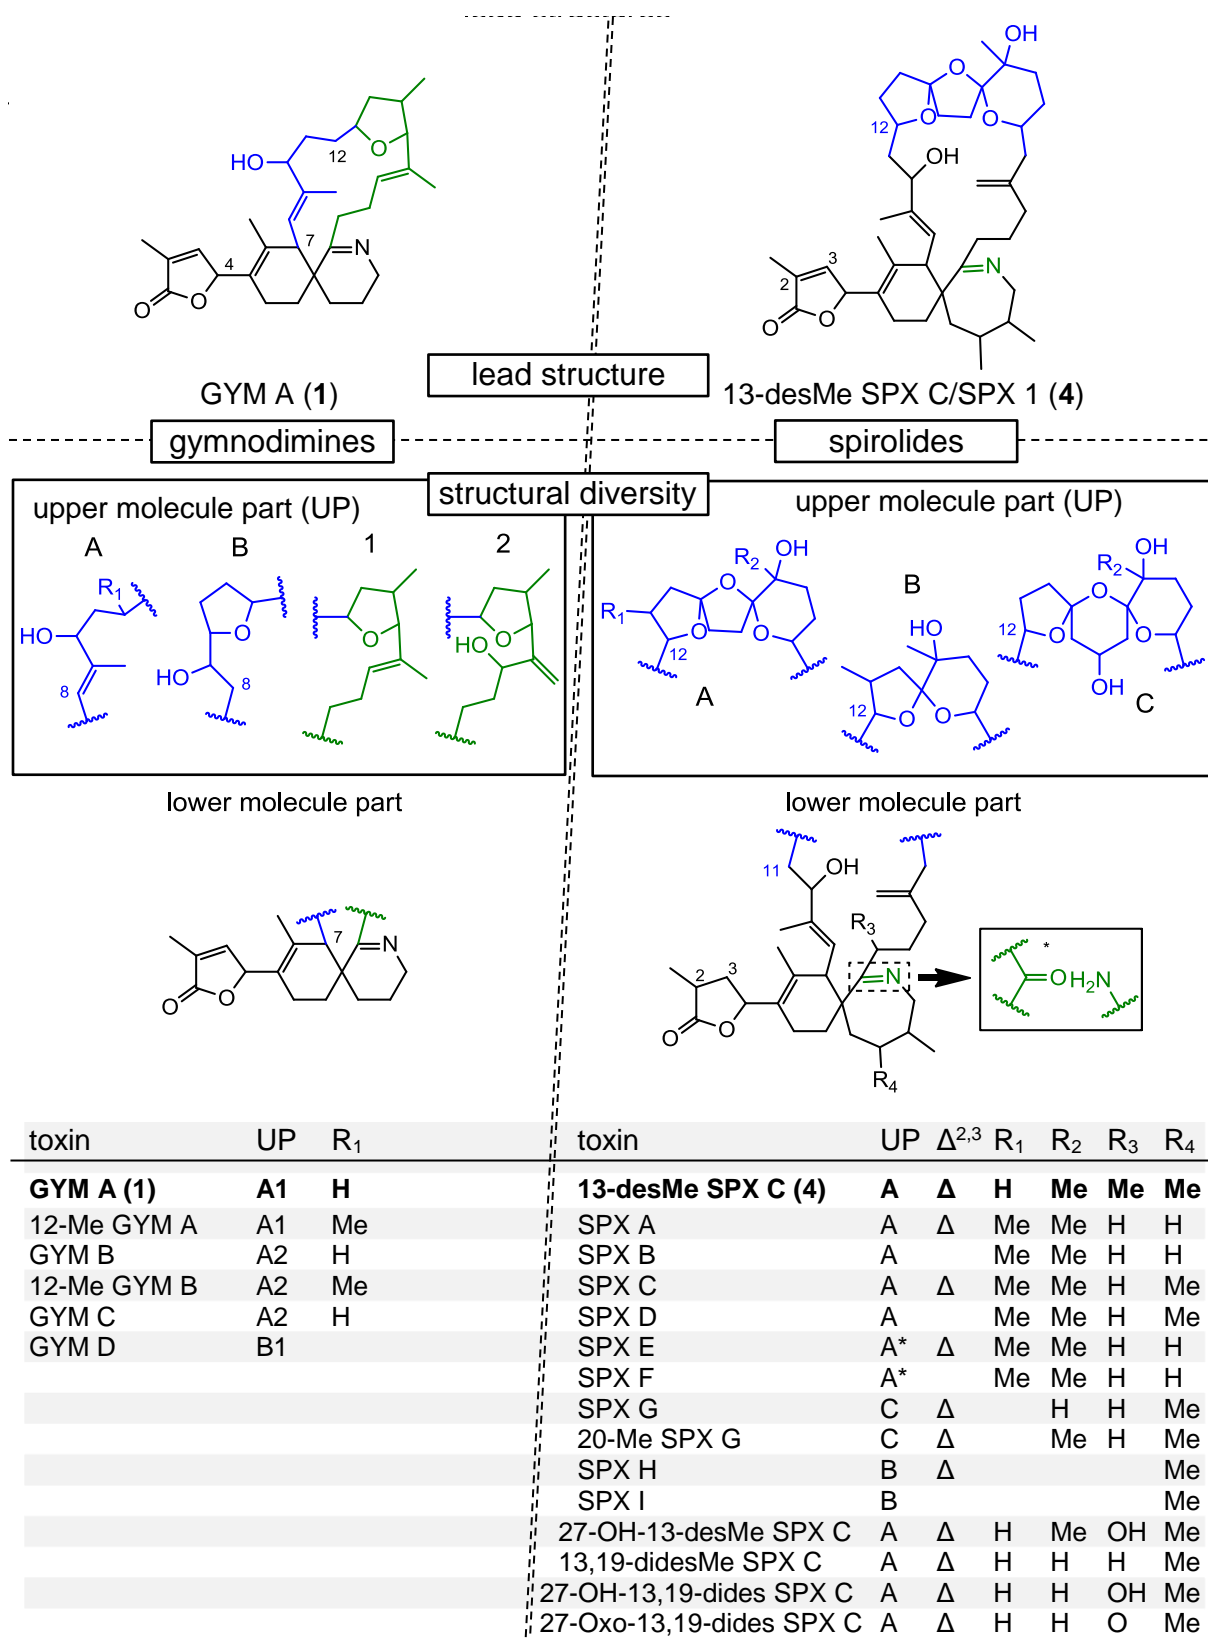 OH
O
O
O
O
12
OH
HO
12
O
7
N
4
O
O
3
2
N
O
O
lead structure
GYM A (1)
13-desMe SPX C/SPX 1 (4)
gymnodimines
spirolides
structural diversity
upper molecule part (UP)
A B 1 2
R1
HO
8
O
HO
8
O
O
HO
upper molecule part (UP)
R2 OH
O
R1
O
O
12
A
B
HO
12
O
O
OH
R2
O
12
O
O
OH
C
lower molecule part
7
N
O
O
lower molecule part
11
OH
R3
3
2
N
O
O
R4
*
O
H2N
toxin UP R1
GYM A (1) A1 H
12-Me GYM A A1 Me
GYM B A2 H
12-Me GYM B A2 Me
GYM C A2 H
GYM D B1
toxin UP Δ2,3 R1 R2 R3 R4
13-desMe SPX C (4) A Δ H Me Me Me
SPX A A Δ Me Me H H
SPX B A Me Me H H
SPX C A Δ Me Me H Me
SPX D A Me Me H Me
SPX E A* Δ Me Me H H
SPX F A* Me Me H H
SPX G C Δ H H Me
20-Me SPX G C Δ Me H Me
SPX H B Δ Me
SPX I B Me
27-OH-13-desMe SPX C A Δ H Me OH Me
13,19-didesMe SPX C A Δ H H H Me
27-OH-13,19-dides SPX C A Δ H H OH Me
27-Oxo-13,19-dides SPX C A Δ H H O Me